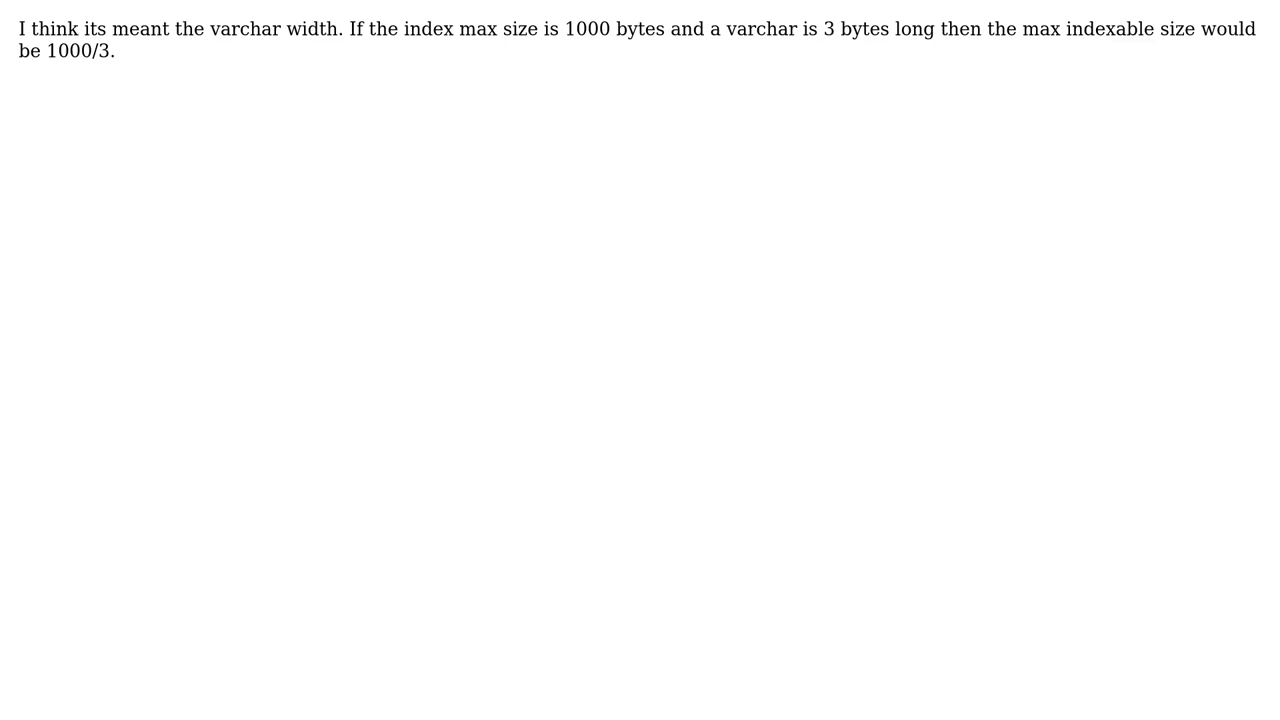 I think its meant the varchar width. If the index max size is 1000 bytes and a varchar is 3 bytes long then the max indexable size would
be 1000/3.